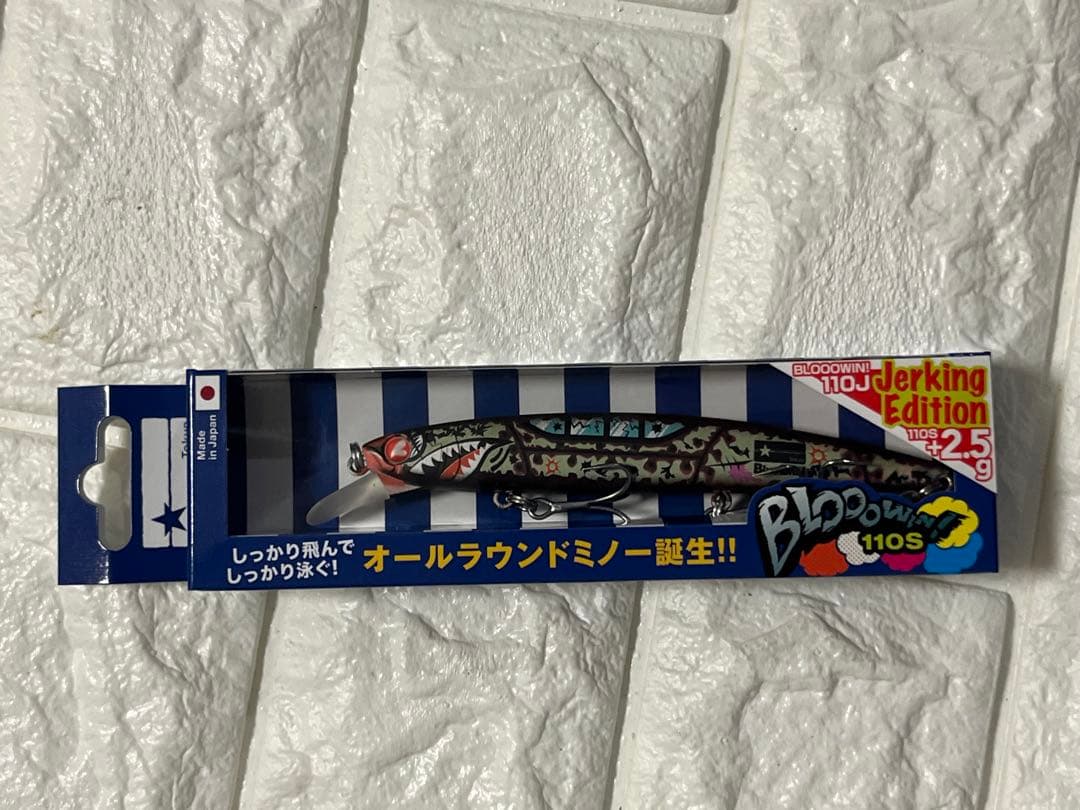 Made
in Japan
BLOOOWIN!
110J
Jerking
Edition
110S
+2.5
g
BLOOOWIN!
110S
しっかり飛んで
しっかり泳ぐ!
オールラウンドミノー誕生!!